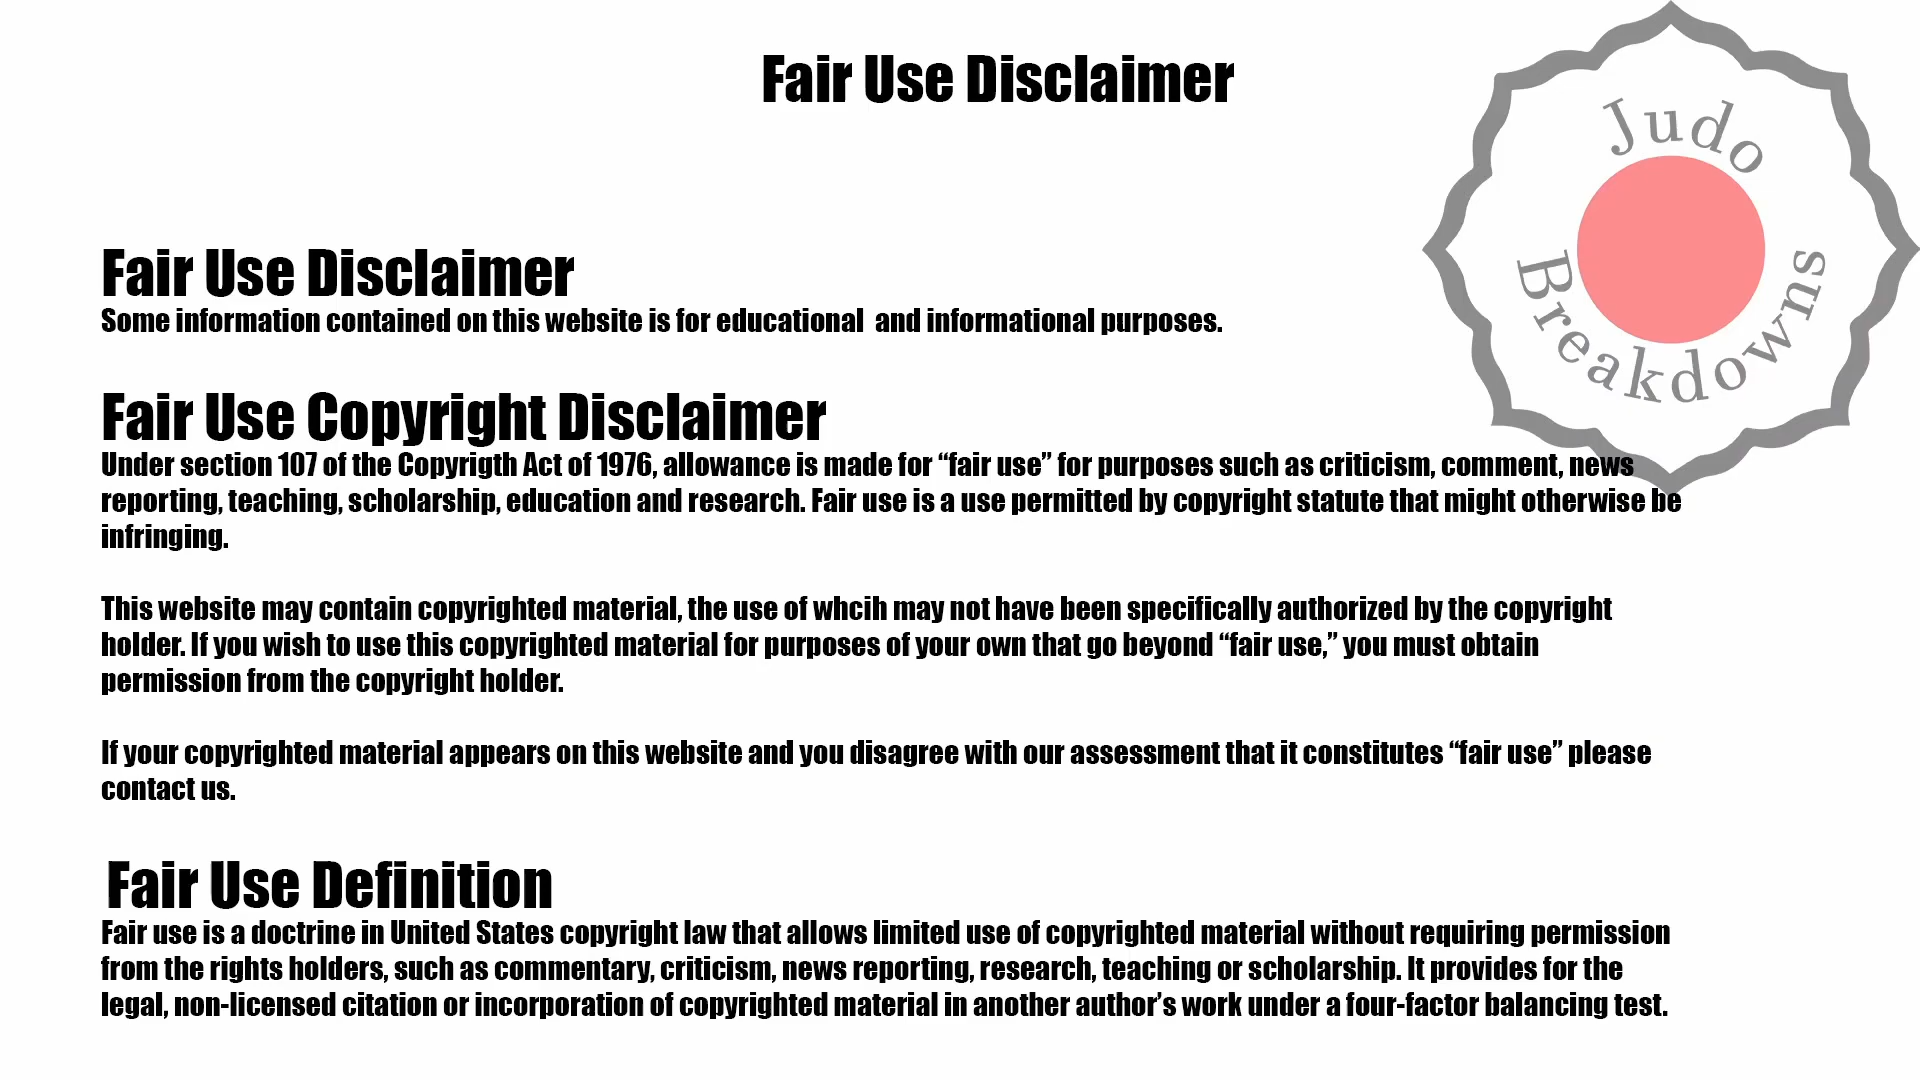 Fair Use Disclaimer
Judo
Breakdowns
Fair Use Disclaimer
Some information contained on this website is for educational  and informational purposes.
Fair Use Copyright Disclaimer
Under section 107 of the Copyrigth Act of 1976, allowance is made for “fair use” for purposes such as criticism, comment, news
reporting, teaching, scholarship, education and research. Fair use is a use permitted by copyright statute that might otherwise be
infringing.
This website may contain copyrighted material, the use of whcih may not have been specifically authorized by the copyright
holder. If you wish to use this copyrighted material for purposes of your own that go beyond “fair use,” you must obtain
permission from the copyright holder.
If your copyrighted material appears on this website and you disagree with our assessment that it constitutes “fair use” please
contact us.
Fair Use Definition
Fair use is a doctrine in United States copyright law that allows limited use of copyrighted material without requiring permission
from the rights holders, such as commentary, criticism, news reporting, research, teaching or scholarship. It provides for the
legal, non-licensed citation or incorporation of copyrighted material in another author’s work under a four-factor balancing test.